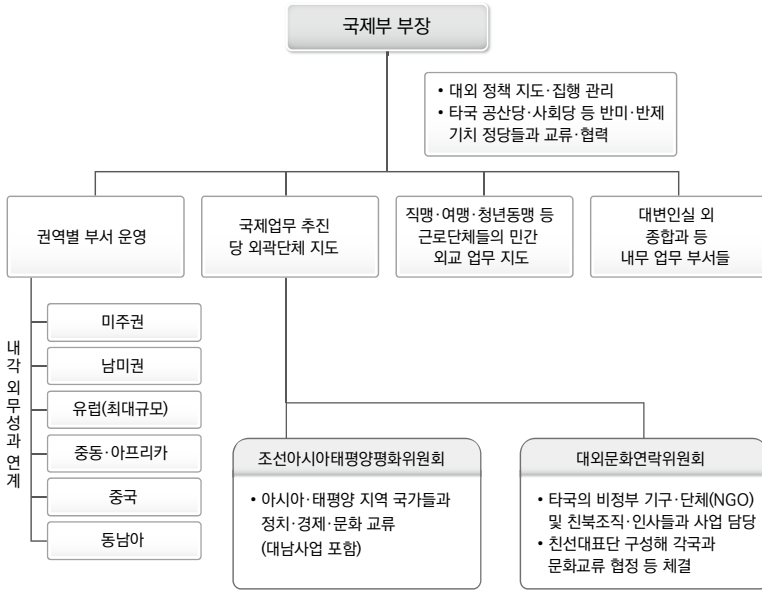 국제부 부장
• 대외 정책 지도·집행 관리
• 타국 공산당·사회당 등 반미·반제
기치 정당들과 교류·협력
권역별 부서 운영
국제업무 추진
당 외곽단체 지도
직맹·여맹·청년동맹 등
근로단체들의 민간
외교 업무 지도
대변인실 외
종합과 등
내무 업무 부서들
내각 외무성과 연계
미주권
남미권
유럽(최대규모)
중동·아프리카
중국
동남아
조선아시아태평양평화위원회
• 아시아·태평양 지역 국가들과
정치·경제·문화 교류
(대남사업 포함)
대외문화연락위원회
• 타국의 비정부 기구·단체(NGO)
및 친북조직·인사들과 사업 담당
• 친선대표단 구성해 각국과
문화교류 협정 등 체결